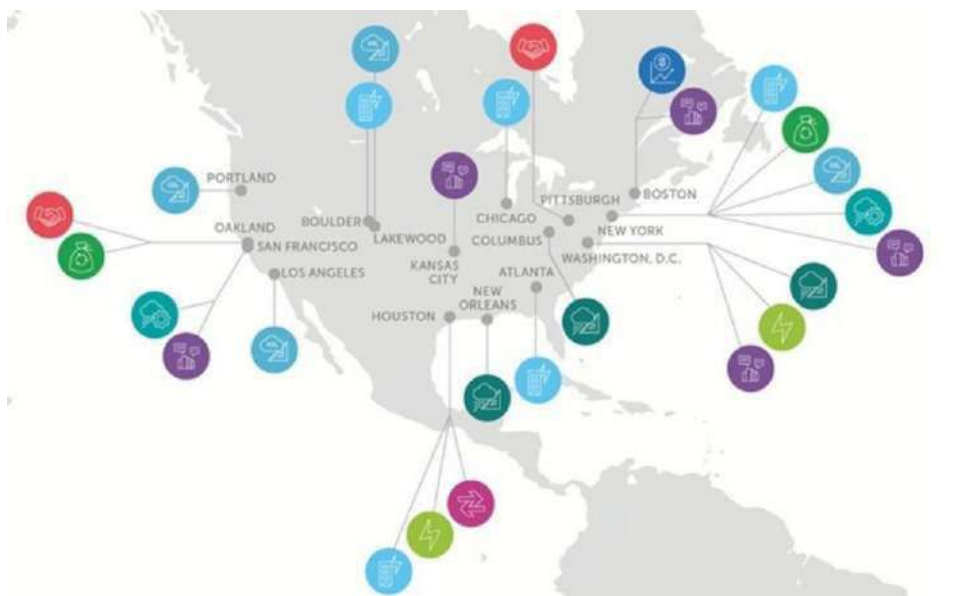 PORTLAND
OAKLAND
SAN FRANCISCO
LOS ANGELES
BOULDER
LAKEWOOD
KANSAS
CITY
CHICAGO
COLUMBUS
PITTSBURGH
BOSTON
NEW YORK
WASHINGTON, D.C.
ATLANTA
NEW
ORLEANS
HOUSTON